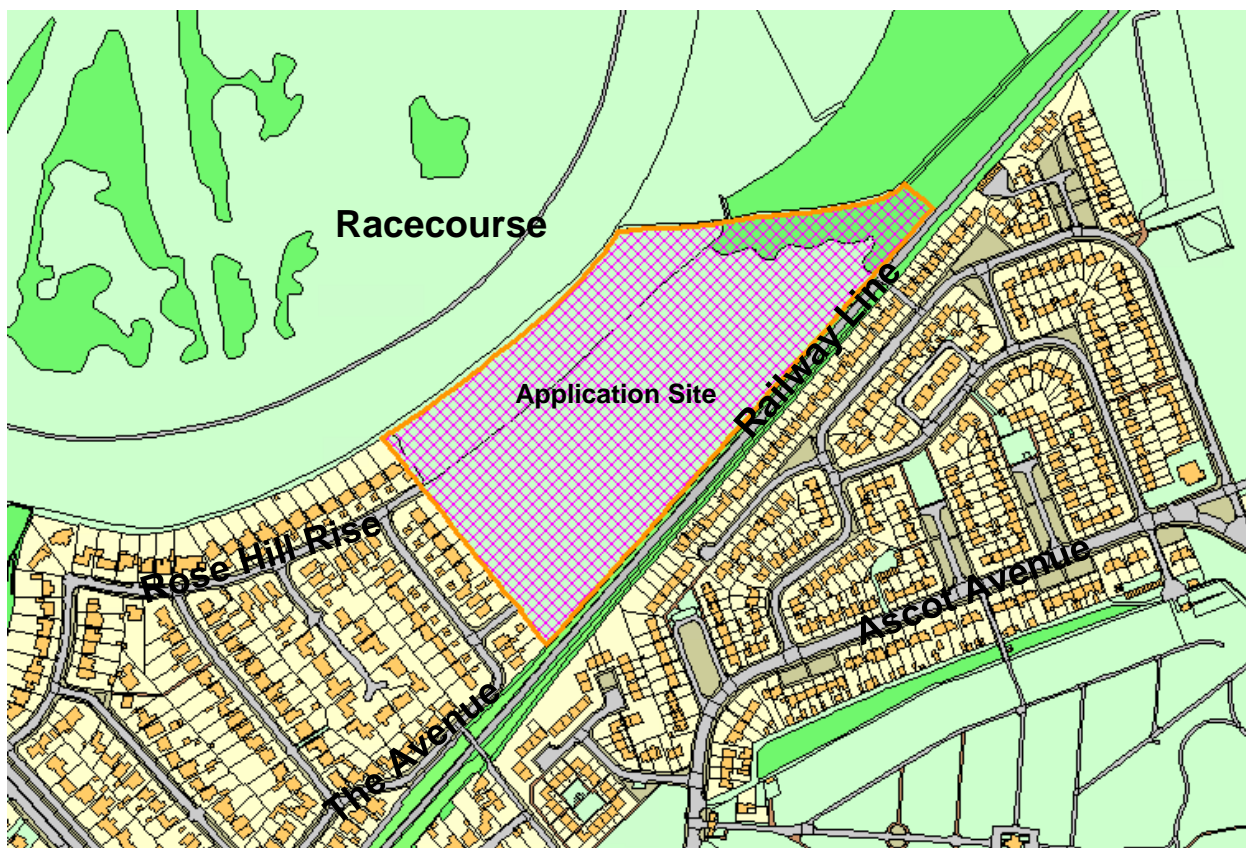 Racecourse
Application Site
Railway Line
Rose Hill Rise
Ascot Avenue
The Avenue